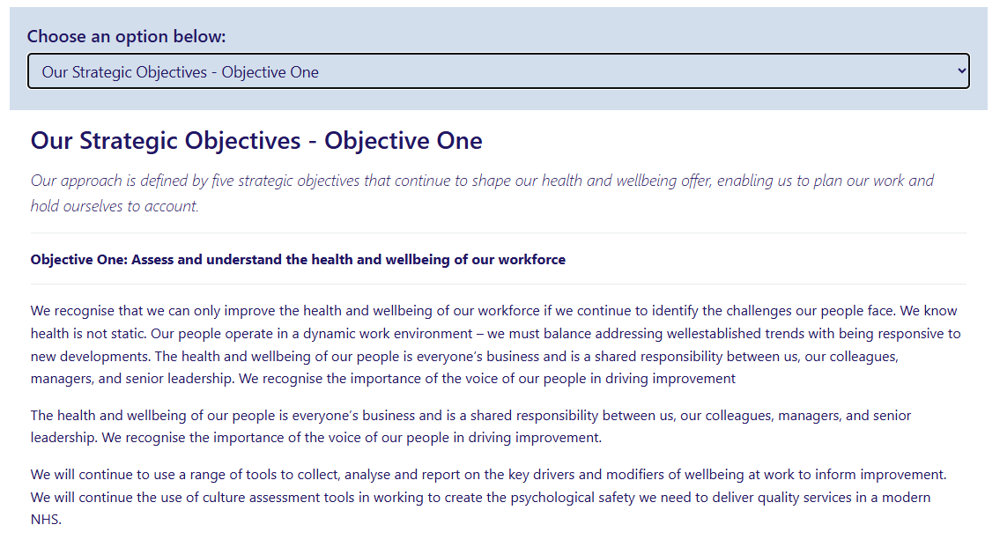 Choose an option below:
Our Strategic Objectives - Objective One
Our Strategic Objectives - Objective One
Our approach is defined by five strategic objectives that continue to shape our health and wellbeing offer, enabling us to plan our work and
hold ourselves to account.
Objective One: Assess and understand the health and wellbeing of our workforce
We recognise that we can only improve the health and wellbeing of our workforce if we continue to identify the challenges our people face. We know
health is not static. Our people operate in a dynamic work environment – we must balance addressing wellestablished trends with being responsive to
new developments. The health and wellbeing of our people is everyone’s business and is a shared responsibility between us, our colleagues,
managers, and senior leadership. We recognise the importance of the voice of our people in driving improvement
The health and wellbeing of our people is everyone’s business and is a shared responsibility between us, our colleagues, managers, and senior
leadership. We recognise the importance of the voice of our people in driving improvement.
We will continue to use a range of tools to collect, analyse and report on the key drivers and modifiers of wellbeing at work to inform improvement.
We will continue the use of culture assessment tools in working to create the psychological safety we need to deliver quality services in a modern
NHS.